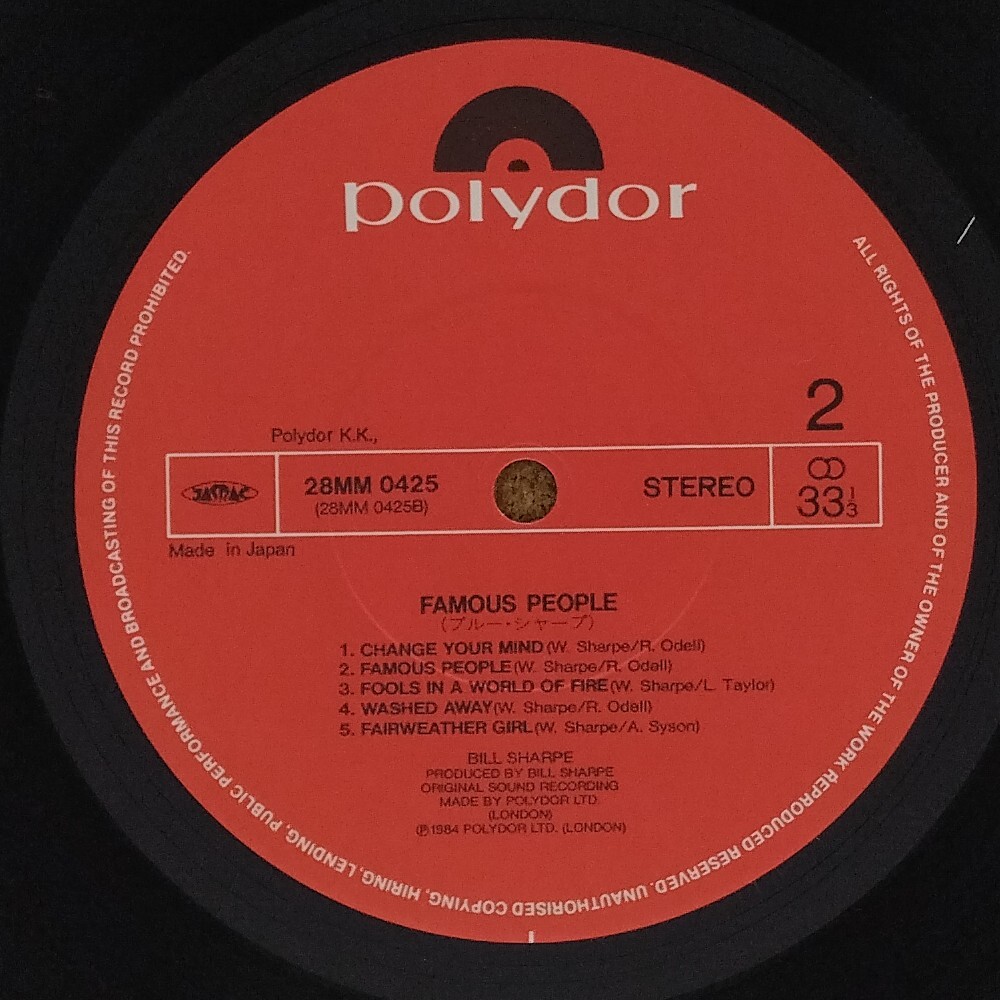 polydor
ALL RIGHTS OF THE PRODUCER AND OF THE OWNER OF THE WORK REPRODUCED RESERVED. UNAUTHORISED COPYING, HIRING, LENDING, PUBLIC PERFORMANCE AND BROADCASTING OF THIS RECORD PROHIBITED.
2
Polydor K.K.,
JASRAC
28MM 0425
(28MM 0425B)
STEREO
33 1/3
Made in Japan
FAMOUS PEOPLE
(ブルー・シャープ)
1. CHANGE YOUR MIND (W. Sharpe/R. Odell)
2. FAMOUS PEOPLE (W. Sharpe/R. Odell)
3. FOOLS IN A WORLD OF FIRE (W. Sharpe/L. Taylor)
4. WASHED AWAY (W. Sharpe/R. Odell)
5. FAIRWEATHER GIRL (W. Sharpe/A. Syson)
BILL SHARPE
PRODUCED BY BILL SHARPE
ORIGINAL SOUND RECORDING
MADE BY POLYDOR LTD.
(LONDON)
℗1984 POLYDOR LTD. (LONDON)